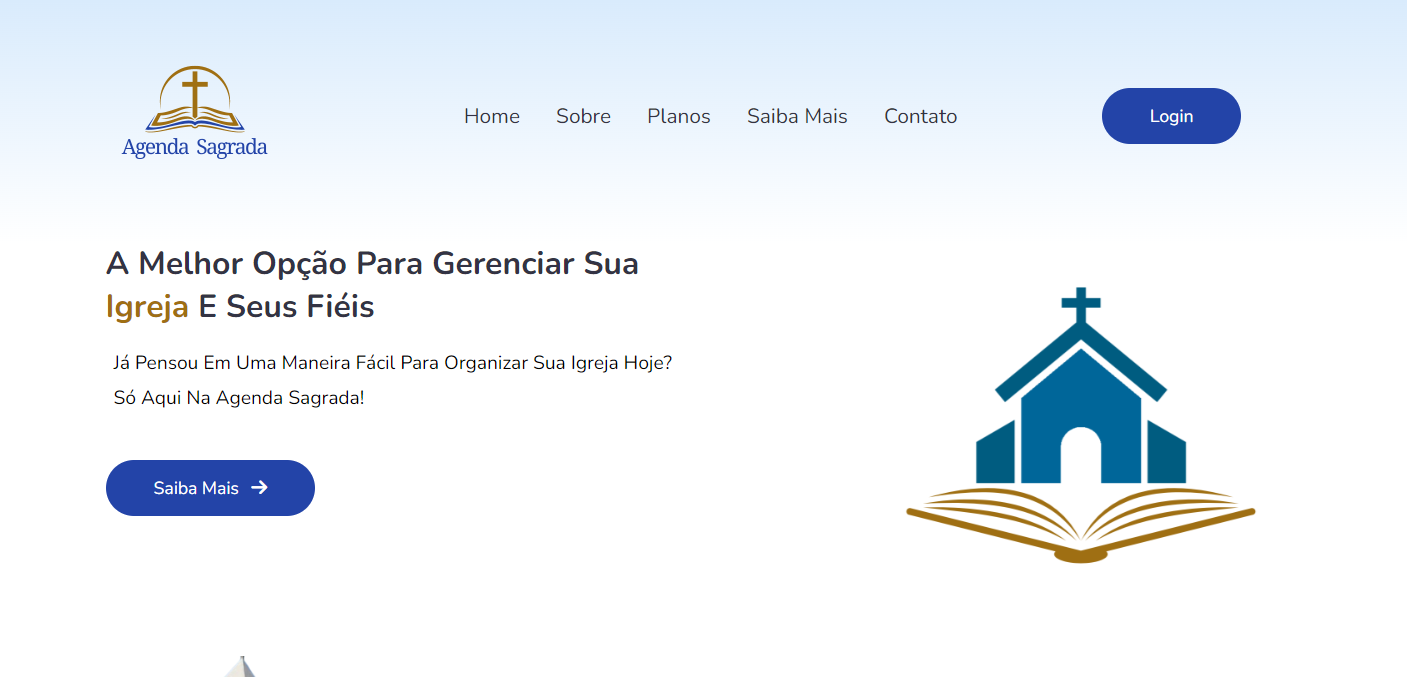 Agenda Sagrada
Home
Sobre
Planos
Saiba Mais
Contato
Login
A Melhor Opção Para Gerenciar Sua
Igreja E Seus Fiéis
Já Pensou Em Uma Maneira Fácil Para Organizar Sua Igreja Hoje?
Só Aqui Na Agenda Sagrada!
Saiba Mais